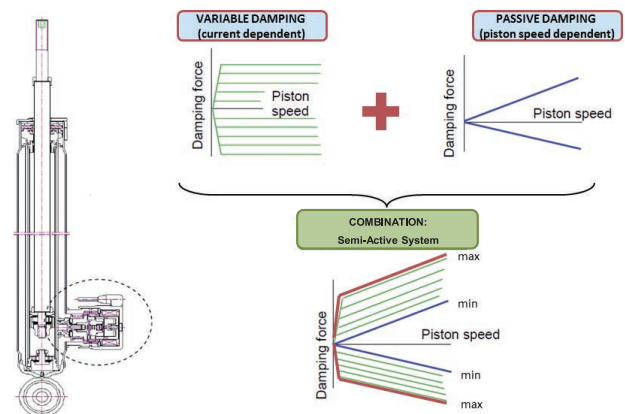 VARIABLE DAMPING
(current dependent)
PASSIVE DAMPING
(piston speed dependent)
Damping force
Piston
speed
Damping force
Piston speed
COMBINATION:
Semi-Active System
Damping force
max
min
Piston speed
min
max